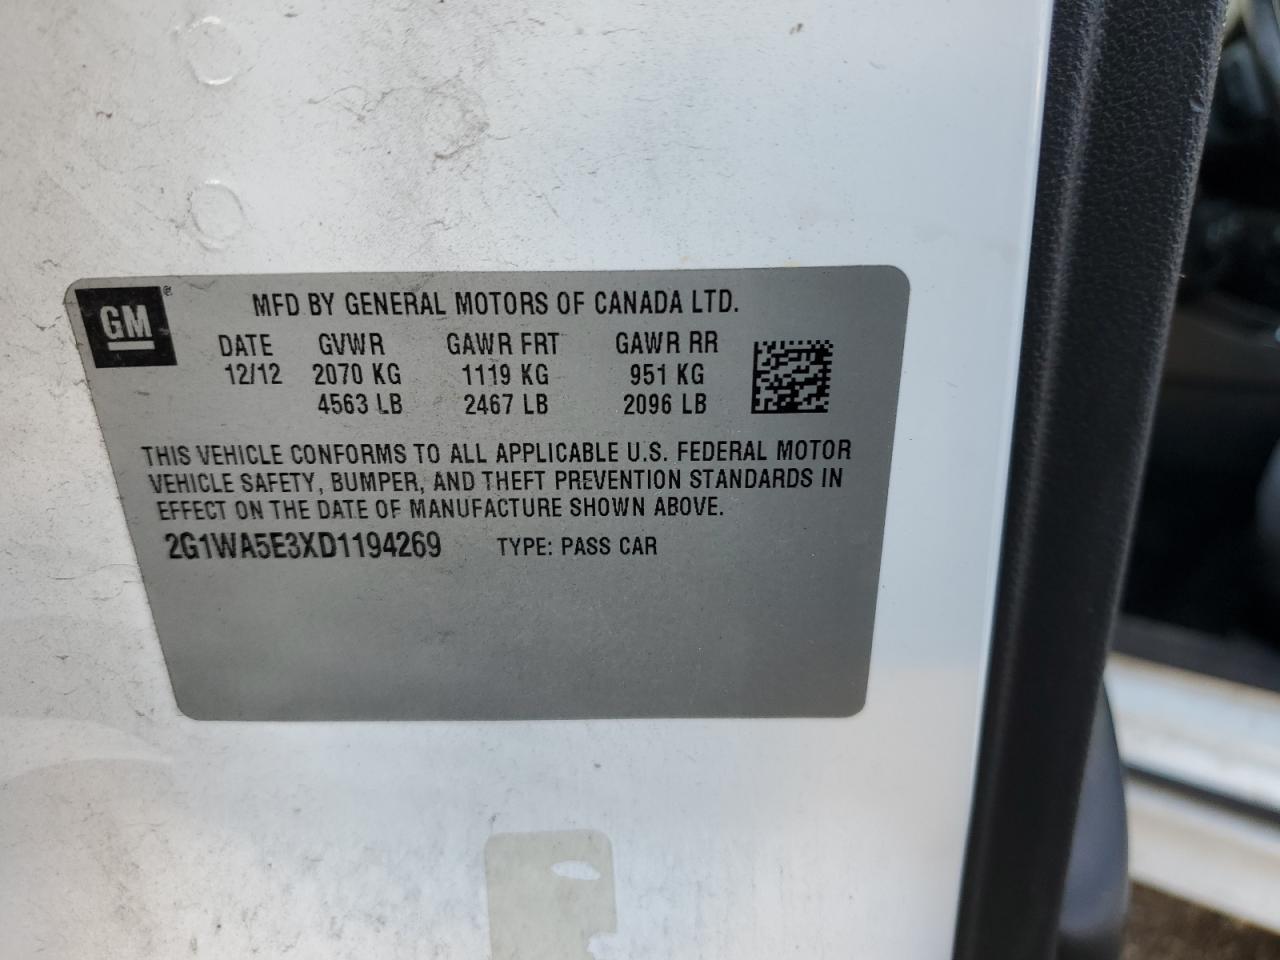 GM®
MFD BY GENERAL MOTORS OF CANADA LTD.
DATE GVWR GAWR FRT GAWR RR
12/12 2070 KG 1119 KG 951 KG
4563 LB 2467 LB 2096 LB
THIS VEHICLE CONFORMS TO ALL APPLICABLE U.S. FEDERAL MOTOR
VEHICLE SAFETY, BUMPER, AND THEFT PREVENTION STANDARDS IN
EFFECT ON THE DATE OF MANUFACTURE SHOWN ABOVE.
2G1WA5E3XD1194269 TYPE: PASS CAR